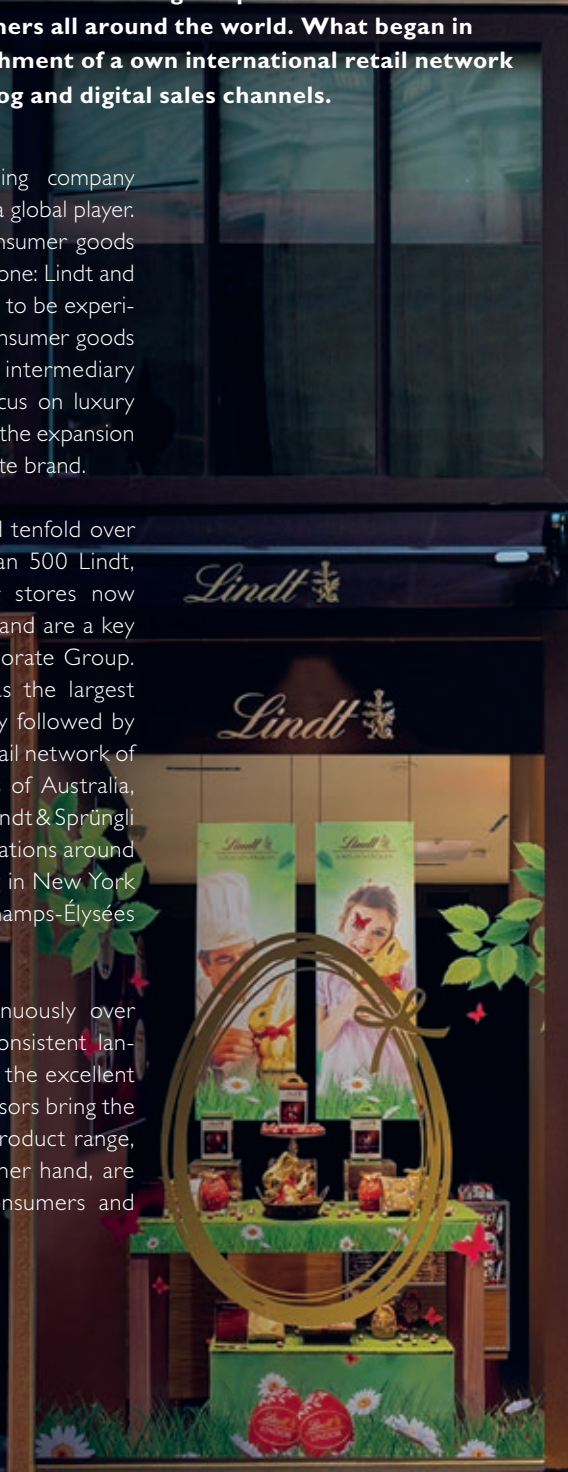 ners all around the world. What began in
hment of a own international retail network
og and digital sales channels.
ing company
a global player.
nsumer goods
one: Lindt and
to be experi-
nsumer goods
intermediary
cus on luxury
the expansion
te brand.
d tenfold over
an 500 Lindt,
stores now
and are a key
orate Group.
s the largest
y followed by
ail network of
of Australia,
ndt & Sprüngli
ations around
in New York
amps-Élysées
nuously over
onsistent lan-
the excellent
sors bring the
roduct range,
her hand, are
nsumers and
Lindt
Lindt
Lindt
Lindt
Lindt
Lindt